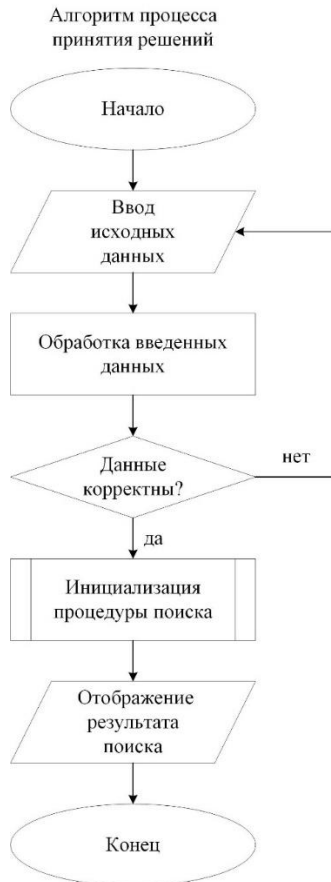 Алгоритм процесса
принятия решений
Начало
Ввод
исходных
данных
Обработка введенных
данных
Данные
корректны?
нет
да
Инициализация
процедуры поиска
Отображение
результата
поиска
Конец